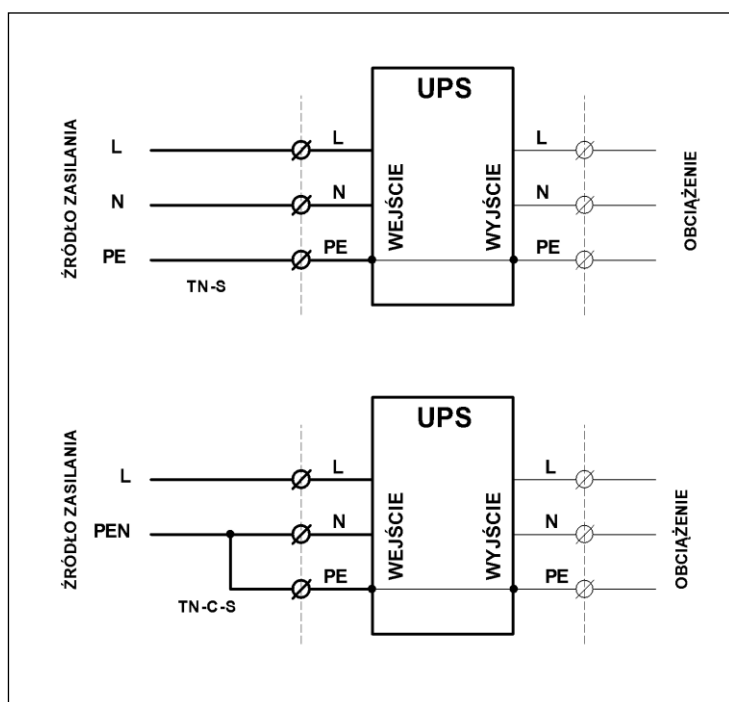 UPS
ŹRÓDŁO ZASILANIA
L
N
PE
TN-S
L
N
PE
WEJŚCIE
WYJŚCIE
L
N
PE
OBCIĄŻENIE
UPS
ŹRÓDŁO ZASILANIA
L
PEN
TN-C-S
L
N
PE
WEJŚCIE
WYJŚCIE
L
N
PE
OBCIĄŻENIE